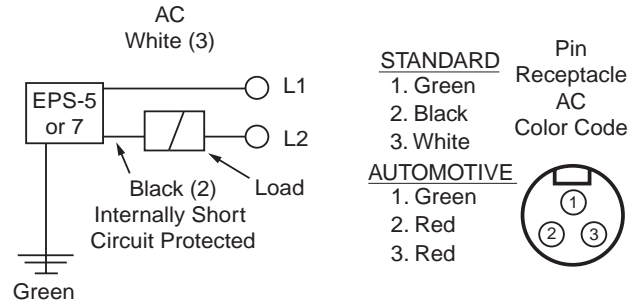 AC
White (3)
EPS-5
or 7
L1
L2
Black (2)
Internally Short
Circuit Protected
Load
Green
STANDARD
1. Green
2. Black
3. White
AUTOMOTIVE
1. Green
2. Red
3. Red
Pin
Receptacle
AC
Color Code
1
2
3